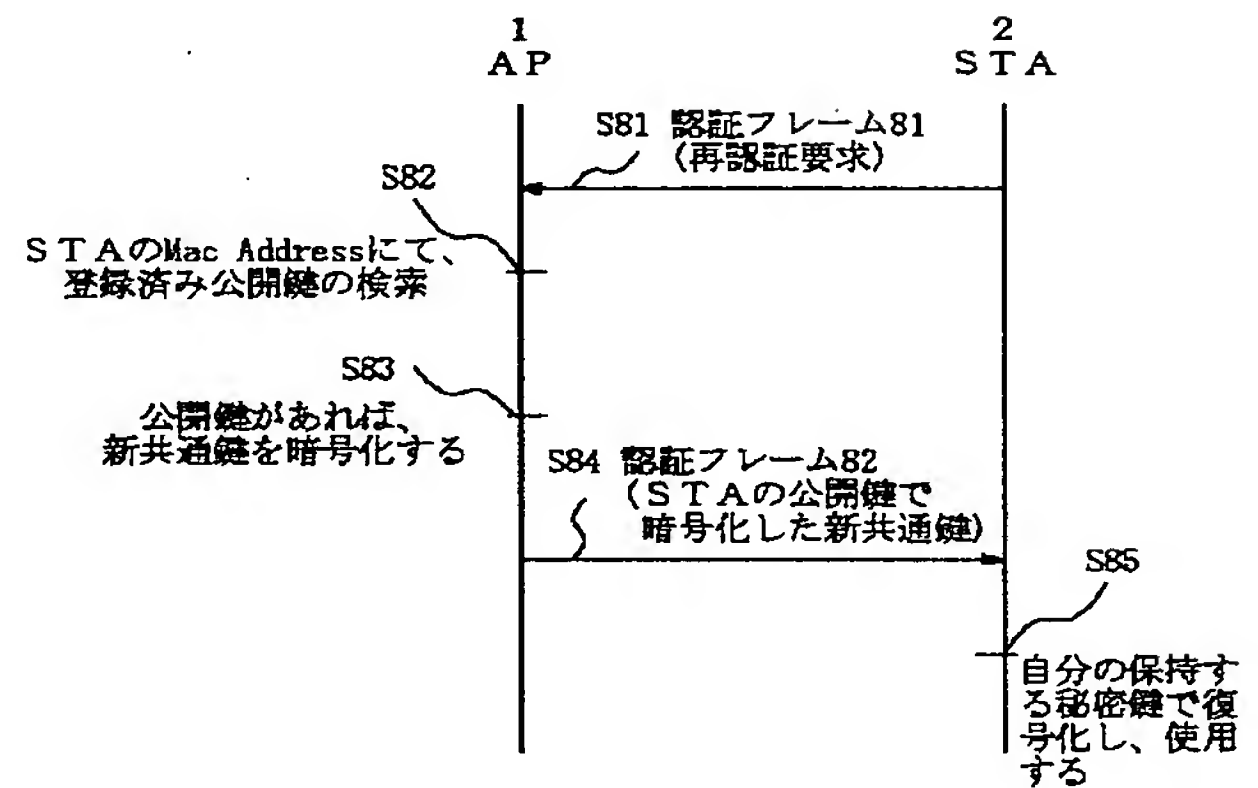 1
AP
2
STA
S81 認証フレーム81
(再認証要求)
S82
STAのMac Addressにて、
登録済み公開鍵の検索
S83
公開鍵があれば、
新共通鍵を暗号化する
S84 認証フレーム82
(STAの公開鍵で
暗号化した新共通鍵)
S85
自分の保持す
る秘密鍵で復
号化し、使用
する